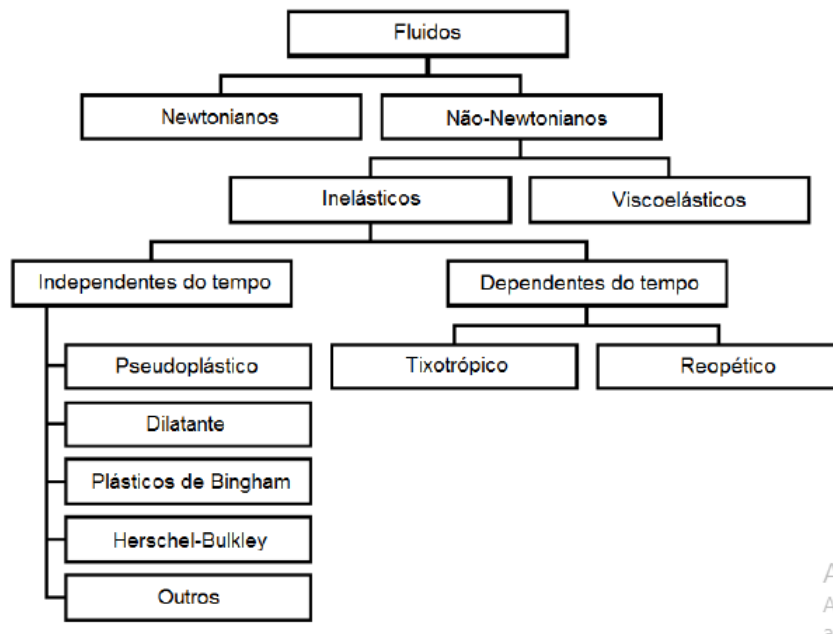 Fluidos
Newtonianos
Não-Newtonianos
Inelásticos
Viscoelásticos
Independentes do tempo
Dependentes do tempo
Pseudoplástico
Tixotrópico
Reopético
Dilatante
Plásticos de Bingham
Herschel-Bulkley
Outros